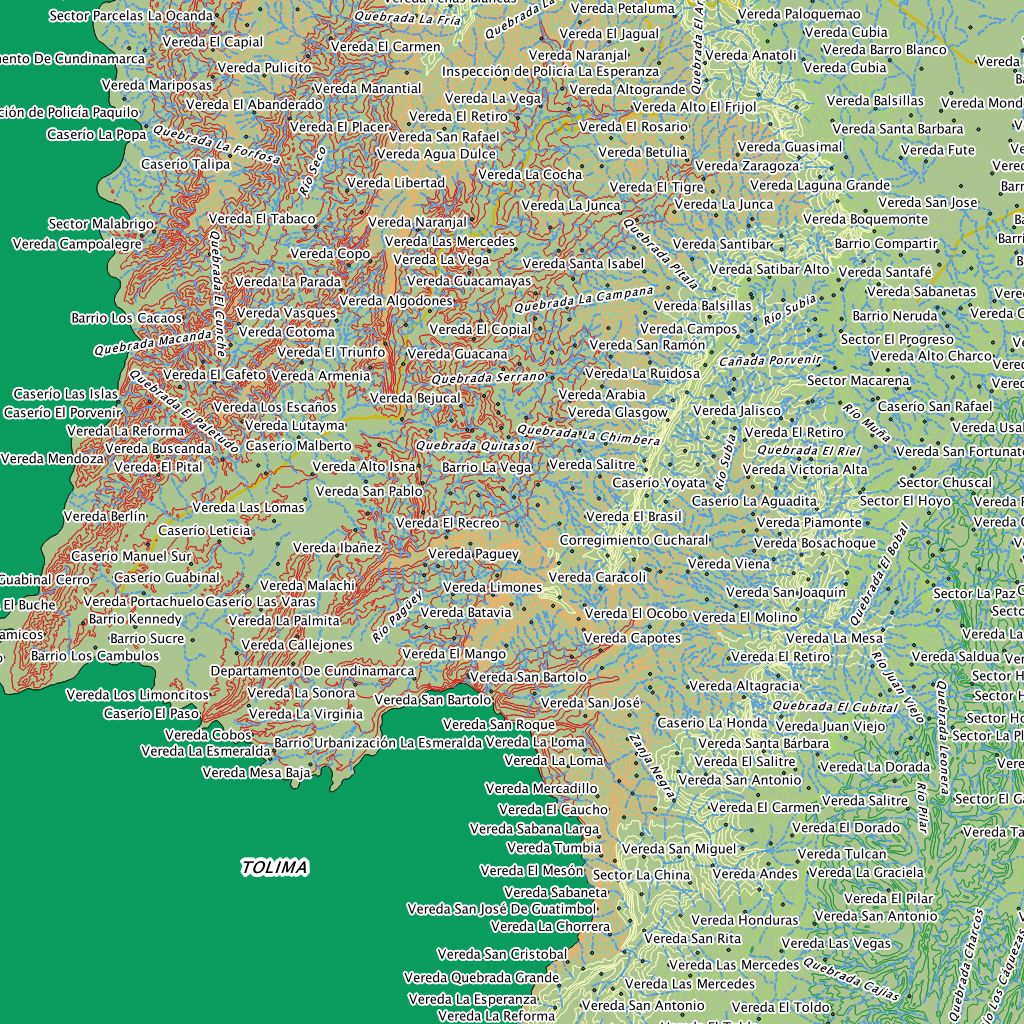 Sector Parcelas La Ocanda
Quebrada La Fría
Vereda Petaluma
Vereda Paloquemao
Vereda El Capial
Vereda El Carmen
Vereda El Jagual
Vereda Cubia
Vereda Naranjal
Vereda Anatoli
Vereda Barro Blanco
Vereda Pulicito
Inspección de Policía La Esperanza
Vereda Cubia
Vereda Mariposas
Vereda Manantial
Vereda Altogrande
Vereda El Abanderado
Vereda La Vega
Vereda Alto El Frijol
Vereda Balsillas
Caserío La Popa
Vereda El Placer
Vereda El Retiro
Vereda El Rosario
Vereda Santa Barbara
Quebrada La Forfosa
Vereda San Rafael
Vereda Agua Dulce
Vereda Betulia
Vereda Guasimal
Vereda Fute
Caserío Talipa
Río Seco
Vereda Zaragoza
Vereda Libertad
Vereda La Cocha
Vereda El Tigre
Vereda Laguna Grande
Vereda La Junca
Vereda La Junca
Vereda San Jose
Sector Malabrigo
Vereda El Tabaco
Vereda Naranjal
Vereda Boquemonte
Vereda Campoalegre
Vereda Las Mercedes
Quebrada Pitala
Vereda Santibar
Barrio Compartir
Quebrada El Cunche
Vereda Copo
Vereda La Vega
Vereda Santa Isabel
Vereda Satibar Alto
Vereda Santafé
Vereda La Parada
Vereda Guacamayas
Vereda Sabanetas
Vereda Algodones
Quebrada La Campana
Vereda Balsillas
Río Subia
Barrio Los Cacaos
Vereda Vasques
Barrio Neruda
Quebrada Macanda
Vereda Cotoma
Vereda El Copial
Vereda Campos
Sector El Progreso
Vereda El Triunfo
Vereda Guacana
Vereda San Ramón
Cañada Porvenir
Vereda Alto Charco
Vereda El Cafeto
Vereda Armenia
Quebrada Serrano
Vereda La Ruidosa
Sector Macarena
Caserío Las Islas
Quebrada El Paletudo
Vereda Bejucal
Vereda Arabia
Caserío El Porvenir
Vereda Los Escaños
Vereda Glasgow
Vereda Jalisco
Río Muña
Caserío San Rafael
Vereda La Reforma
Vereda Lutayma
Quebrada La Chimbera
Vereda El Retiro
Vereda Buscanda
Caserío Malberto
Quebrada Quitasol
Río Subia
Quebrada El Riel
Vereda Mendoza
Vereda El Pital
Vereda Alto Isna
Barrio La Vega
Vereda Salitre
Vereda Victoria Alta
Vereda San Pablo
Caserío Yoyata
Sector Chuscal
Vereda Las Lomas
Caserío La Aguadita
Sector El Hoyo
Vereda Berlín
Vereda El Recreo
Vereda El Brasil
Vereda Piamonte
Caserío Leticia
Corregimiento Cucharal
Vereda Bosachoque
Quebrada El Bobal
Caserío Manuel Sur
Vereda Ibañez
Vereda Paguey
Vereda Viena
Caserío Guabinal
Vereda Malachi
Vereda Limones
Vereda Caracoli
Vereda San Joaquín
Vereda Portachuelo
Caserío Las Varas
Río Pagüey
Vereda Batavia
Vereda El Ocobo
Vereda El Molino
Barrio Kennedy
Vereda La Palmita
Barrio Sucre
Vereda Callejones
Vereda Capotes
Vereda La Mesa
Barrio Los Cambulos
Vereda El Mango
Vereda El Retiro
Vereda Saldua
Departamento De Cundinamarca
Vereda San Bartolo
Río Juan Viejo
Vereda Los Limoncitos
Vereda La Sonora
Vereda San Bartolo
Vereda San José
Vereda Altagracia
Quebrada El Cubital
Quebrada Leonera
Caserío El Paso
Vereda La Virginia
Vereda San Roque
Caserío La Honda
Vereda Juan Viejo
Vereda Cobos
Barrio Urbanización La Esmeralda
Vereda La Loma
Zanja Negra
Vereda Santa Bárbara
Vereda La Esmeralda
Vereda La Loma
Vereda El Salitre
Vereda La Dorada
Vereda Mesa Baja
Vereda San Antonio
Vereda Mercadillo
Río Pilar
Vereda El Caucho
Vereda El Carmen
Vereda Salitre
Vereda Sabana Larga
Vereda El Dorado
Vereda Tumbia
Vereda San Miguel
Vereda Tulcan
TOLIMA
Vereda El Mesón
Sector La China
Vereda Andes
Vereda La Graciela
Vereda Sabaneta
Vereda El Pilar
Vereda San José De Guatimbol
Vereda Honduras
Vereda San Antonio
Vereda La Chorrera
Vereda San Rita
Vereda Las Vegas
Quebrada Charcos
Vereda San Cristobal
Vereda Las Mercedes
Quebrada Calias
Vereda Quebrada Grande
Vereda Las Mercedes
Vereda La Esperanza
Vereda San Antonio
Vereda El Toldo
Vereda La Reforma